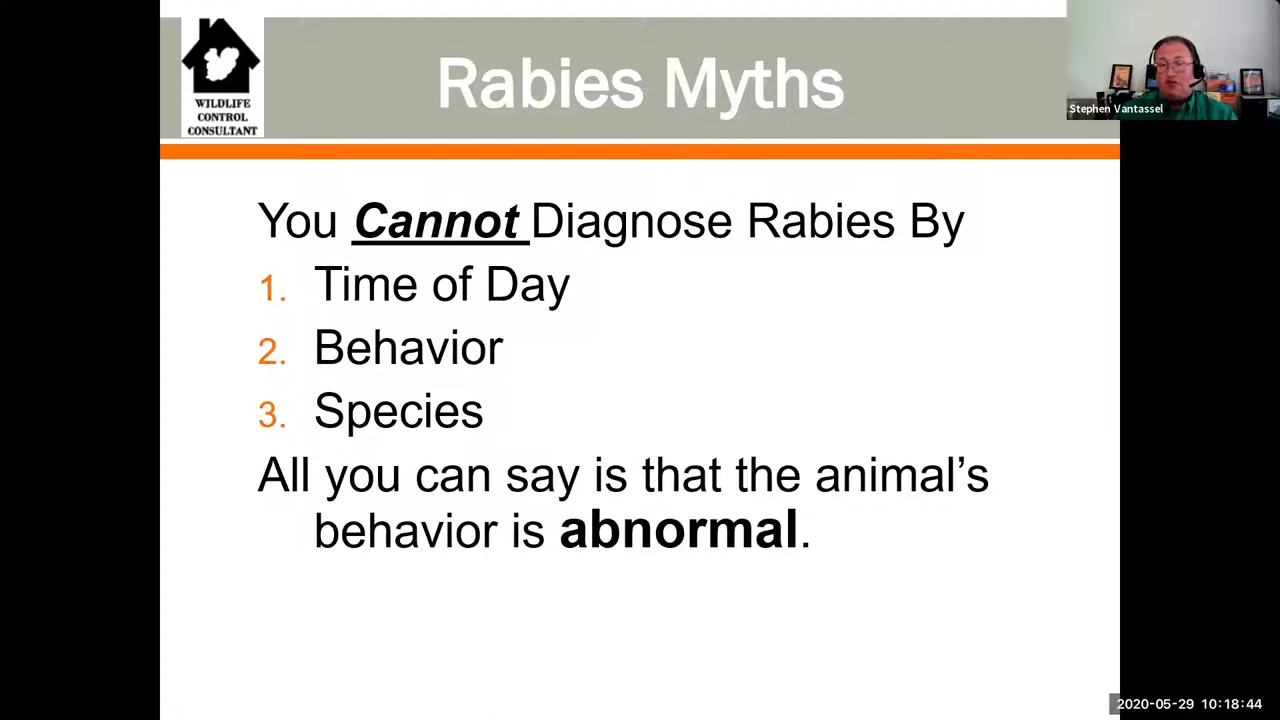 WILDLIFE
CONTROL
CONSULTANT
Rabies Myths
Stephen Vantassel
You Cannot Diagnose Rabies By
1. Time of Day
2. Behavior
3. Species
All you can say is that the animal’s
behavior is abnormal.
2020-05-29 10:18:44